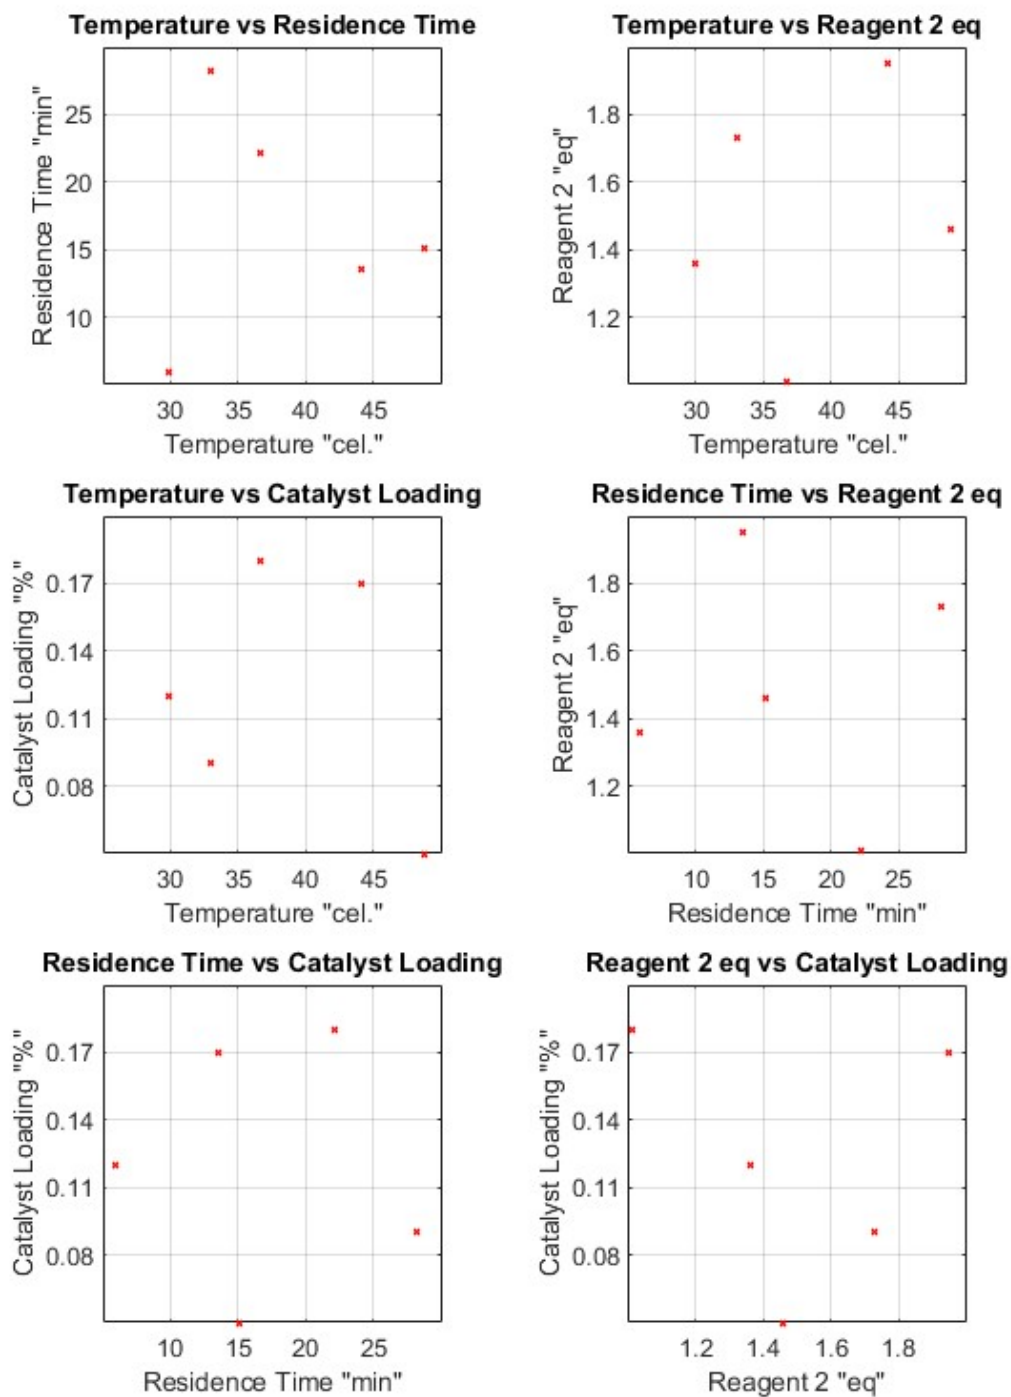 Temperature vs Residence Time
Residence Time "min"
25
20
15
10
30 35 40 45
Temperature "cel."
Temperature vs Reagent 2 eq
Reagent 2 "eq"
1.8
1.6
1.4
1.2
30 35 40 45
Temperature "cel."
Temperature vs Catalyst Loading
Catalyst Loading "%"
0.17
0.14
0.11
0.08
30 35 40 45
Temperature "cel."
Residence Time vs Reagent 2 eq
Reagent 2 "eq"
1.8
1.6
1.4
1.2
10 15 20 25
Residence Time "min"
Residence Time vs Catalyst Loading
Catalyst Loading "%"
0.17
0.14
0.11
0.08
10 15 20 25
Residence Time "min"
Reagent 2 eq vs Catalyst Loading
Catalyst Loading "%"
0.17
0.14
0.11
0.08
1.2 1.4 1.6 1.8
Reagent 2 "eq"